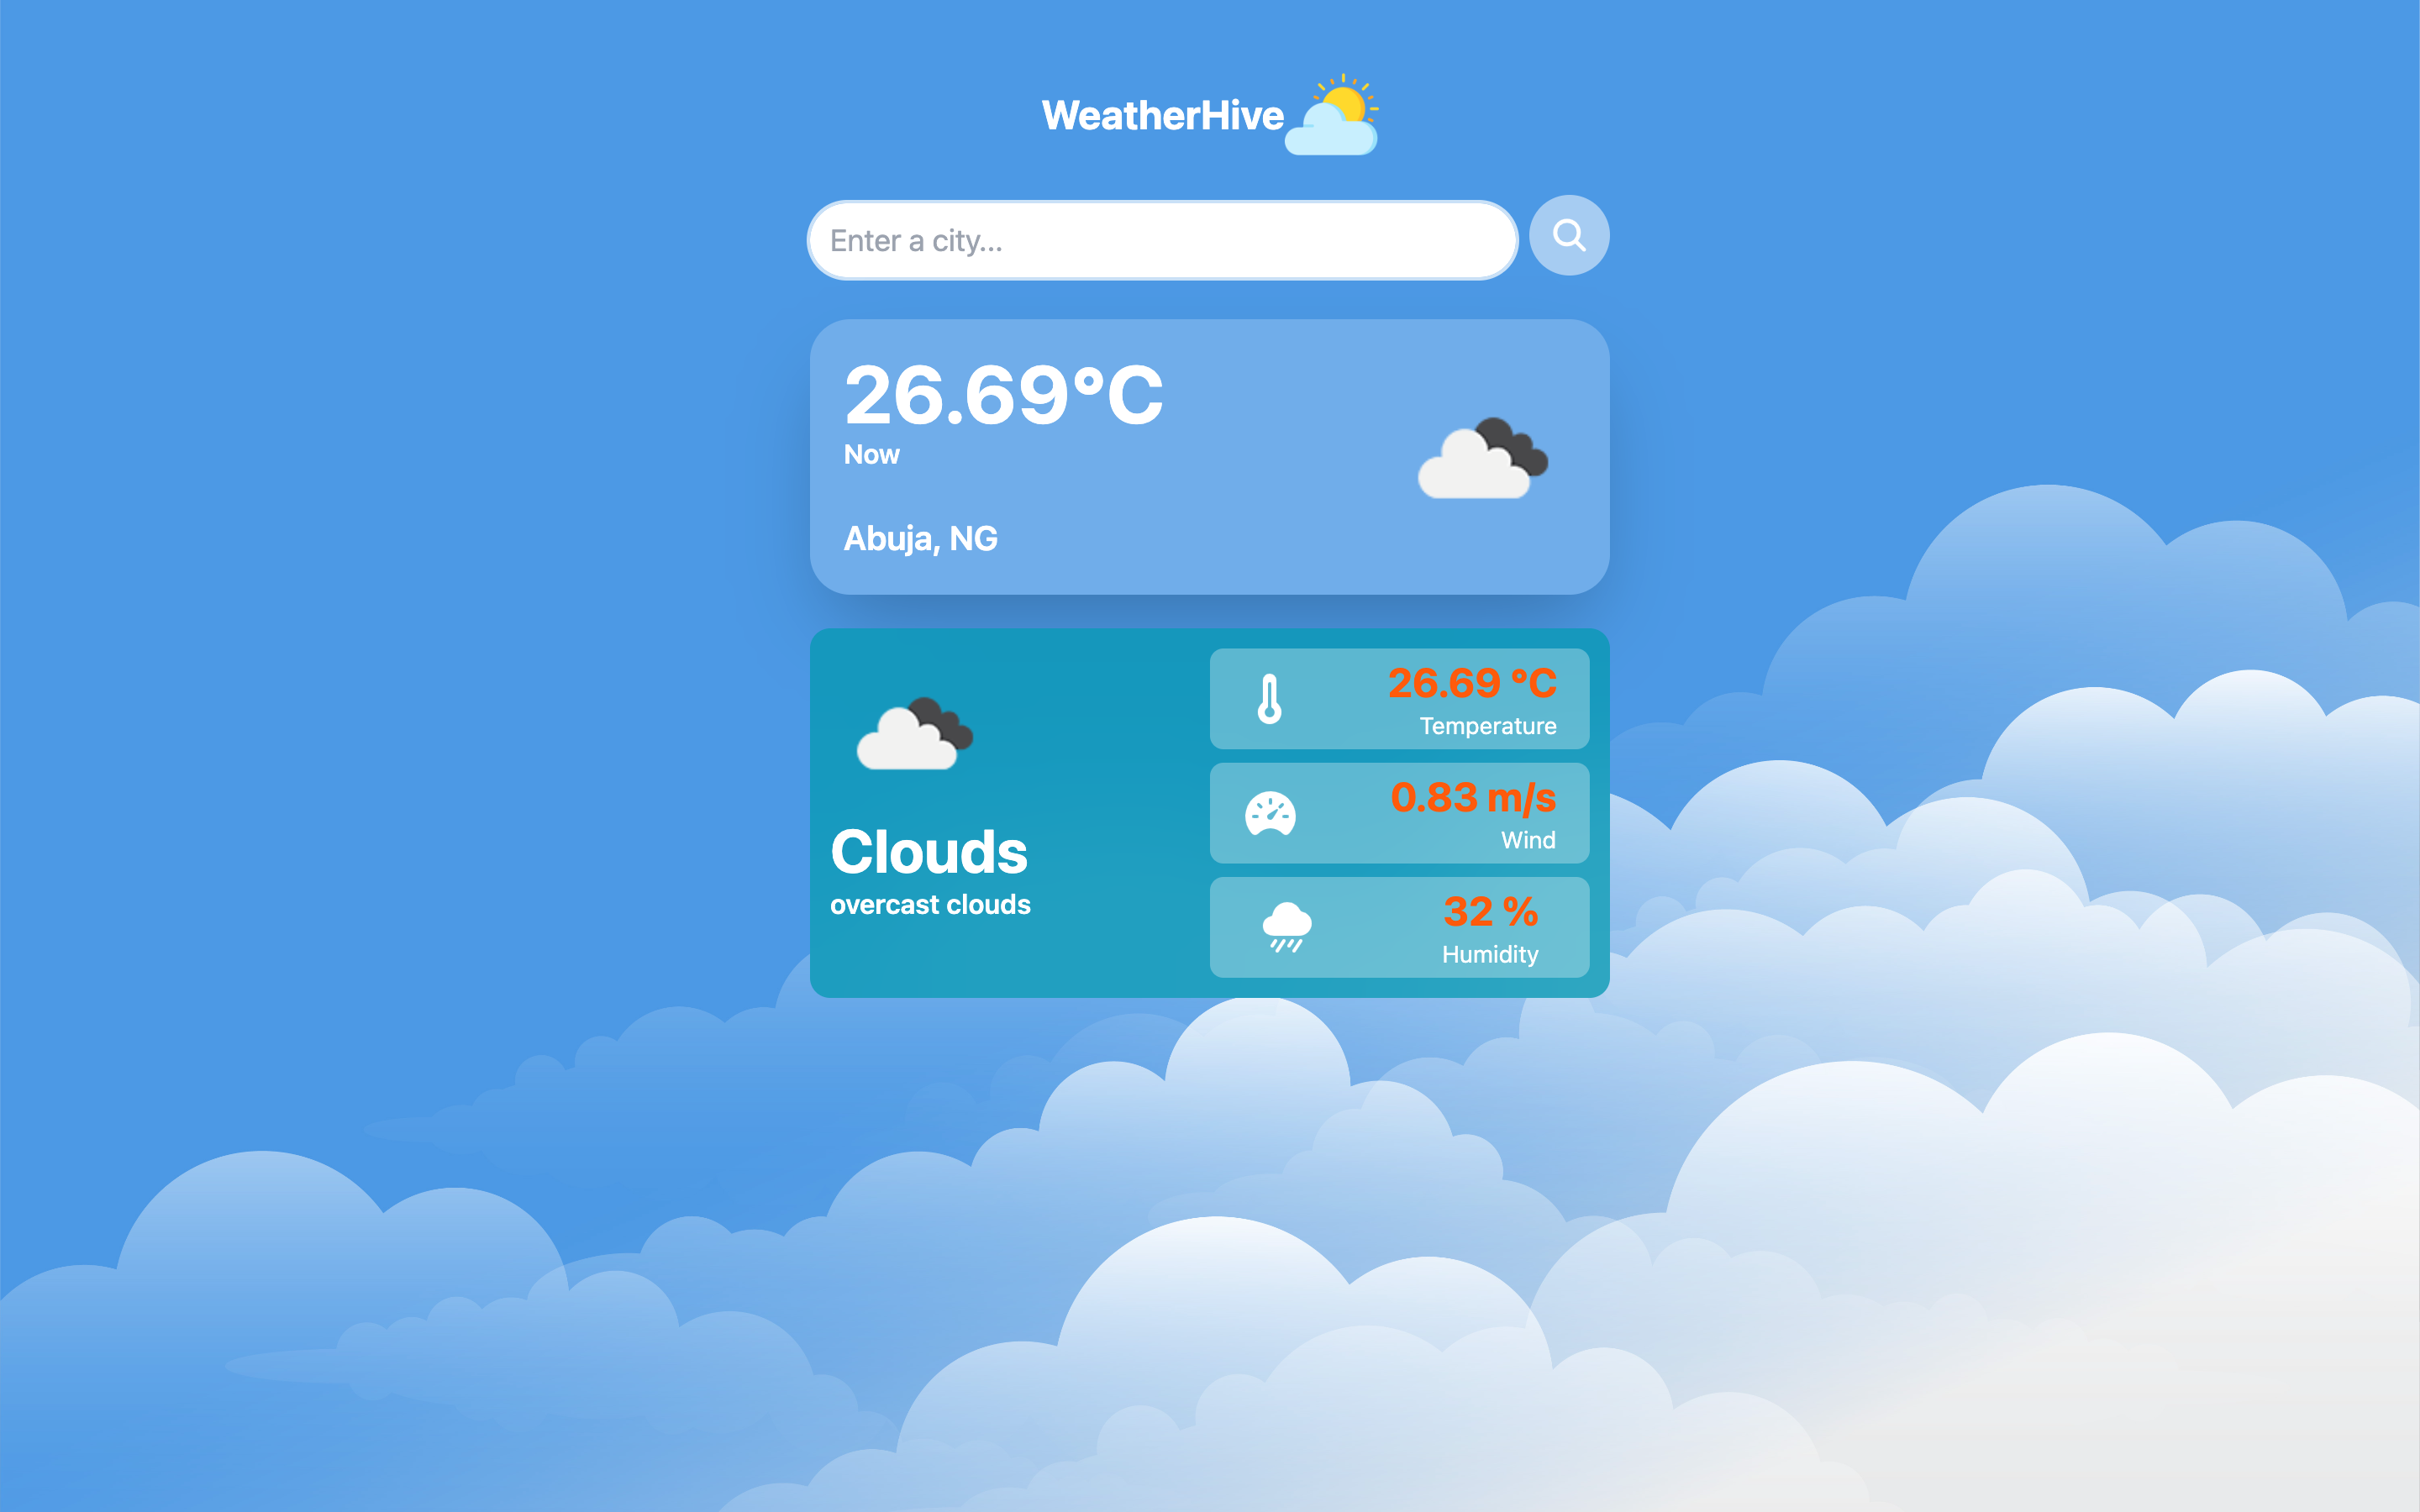 WeatherHive
Enter a city...
26.69°C
Now
Abuja, NG
Clouds
overcast clouds
26.69 °C
Temperature
0.83 m/s
Wind
32 %
Humidity